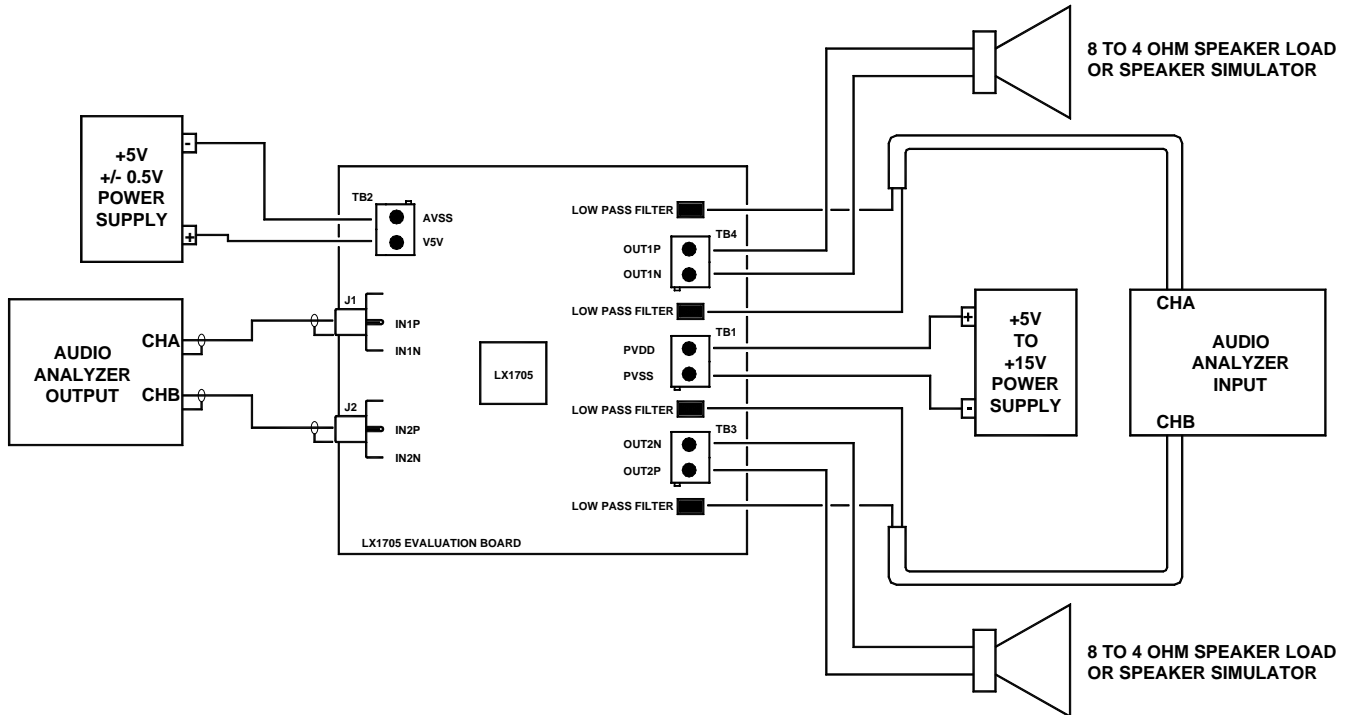 8 TO 4 OHM SPEAKER LOAD
OR SPEAKER SIMULATOR
+5V
+/- 0.5V
POWER
SUPPLY
-
+
TB2
AVSS
V5V
LOW PASS FILTER
TB4
OUT1P
OUT1N
LOW PASS FILTER
AUDIO
ANALYZER
OUTPUT
CHA
CHB
J1
IN1P
IN1N
J2
IN2P
IN2N
LX1705
TB1
PVDD
PVSS
LOW PASS FILTER
TB3
OUT2N
OUT2P
LOW PASS FILTER
LX1705 EVALUATION BOARD
+
-
+5V
TO
+15V
POWER
SUPPLY
CHA
AUDIO
ANALYZER
INPUT
CHB
8 TO 4 OHM SPEAKER LOAD
OR SPEAKER SIMULATOR